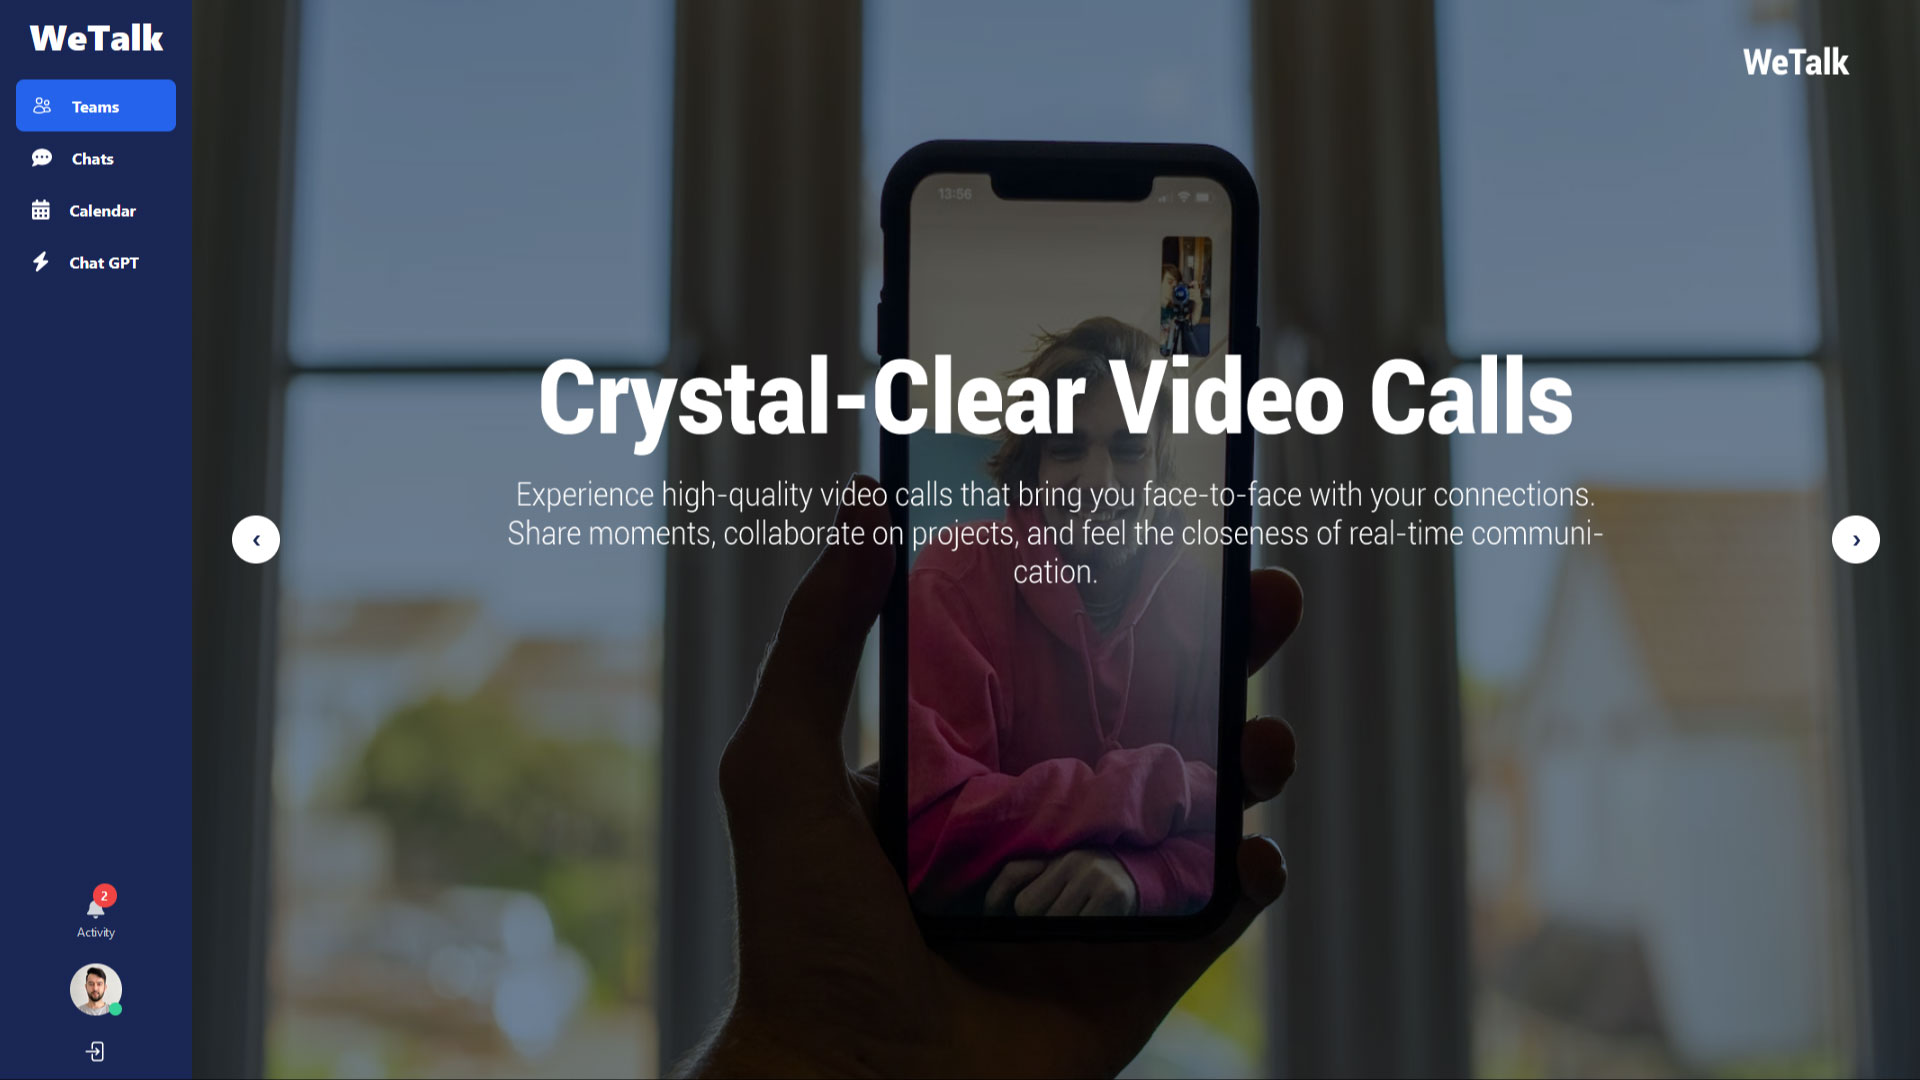 WeTalk
Teams
Chats
Calendar
Chat GPT
2
Activity
WeTalk
13:56
Crystal-Clear Video Calls
Experience high-quality video calls that bring you face-to-face with your connections.
Share moments, collaborate on projects, and feel the closeness of real-time communi-
cation.